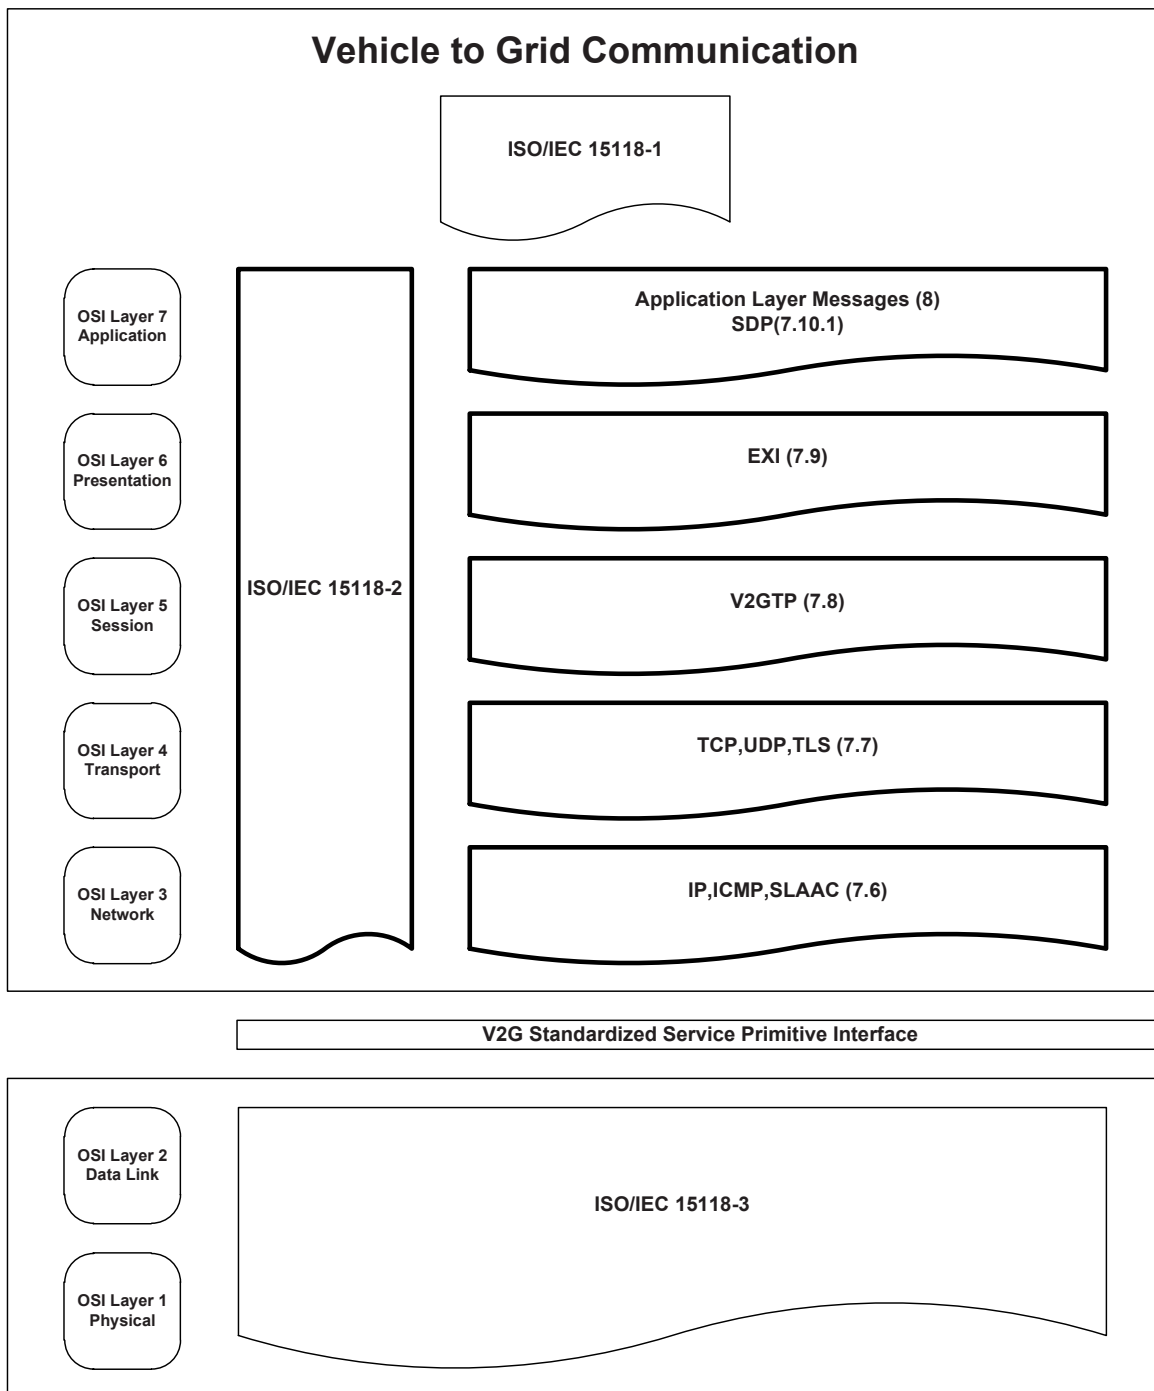 Vehicle to Grid Communication
ISO/IEC 15118-1
OSI Layer 7
Application
Application Layer Messages (8)
SDP(7.10.1)
OSI Layer 6
Presentation
EXI (7.9)
ISO/IEC 15118-2
OSI Layer 5
Session
V2GTP (7.8)
OSI Layer 4
Transport
TCP,UDP,TLS (7.7)
OSI Layer 3
Network
IP,ICMP,SLAAC (7.6)
V2G Standardized Service Primitive Interface
OSI Layer 2
Data Link
ISO/IEC 15118-3
OSI Layer 1
Physical